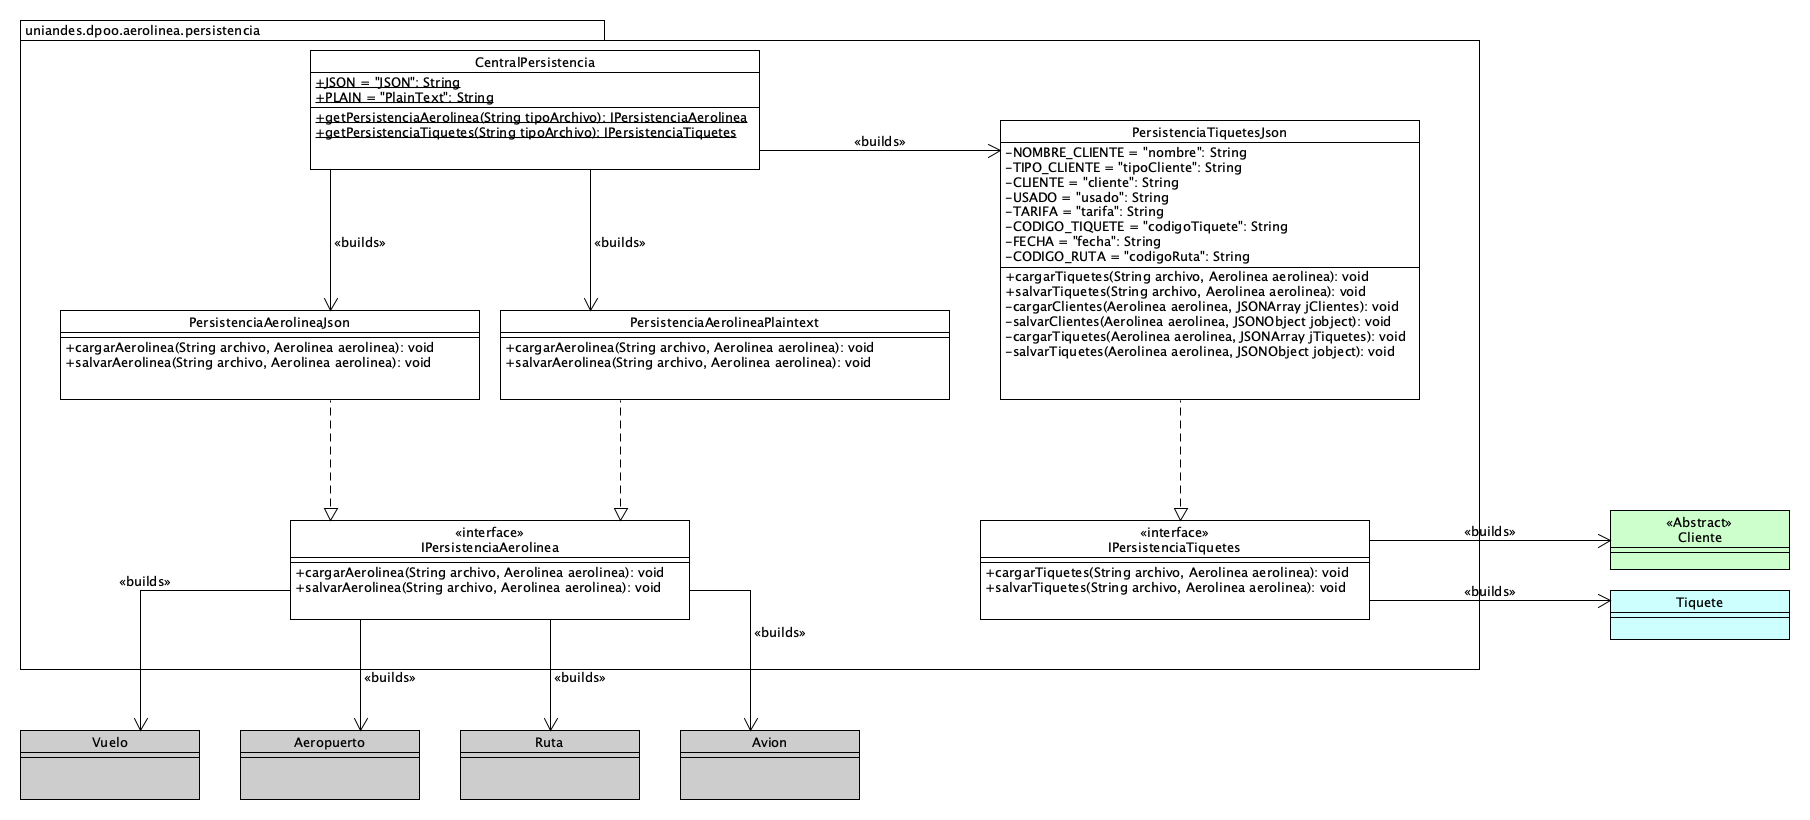 uniandes.dpoo.aerolinea.persistencia
CentralPersistencia
+JSON = "JSON": String
+PLAIN = "PlainText": String
+getPersistenciaAerolinea(String tipoArchivo): IPersistenciaAerolinea
+getPersistenciaTiquetes(String tipoArchivo): IPersistenciaTiquetes
«builds»
PersistenciaTiquetesJson
-NOMBRE_CLIENTE = "nombre": String
-TIPO_CLIENTE = "tipoCliente": String
-CLIENTE = "cliente": String
-USADO = "usado": String
-TARIFA = "tarifa": String
-CODIGO_TIQUETE = "codigoTiquete": String
-FECHA = "fecha": String
-CODIGO_RUTA = "codigoRuta": String
+cargarTiquetes(String archivo, Aerolinea aerolinea): void
+salvarTiquetes(String archivo, Aerolinea aerolinea): void
-cargarClientes(Aerolinea aerolinea, JSONArray jClientes): void
-salvarClientes(Aerolinea aerolinea, JSONObject jobject): void
-cargarTiquetes(Aerolinea aerolinea, JSONArray jTiquetes): void
-salvarTiquetes(Aerolinea aerolinea, JSONObject jobject): void
«builds»
«builds»
PersistenciaAerolineaJson
+cargarAerolinea(String archivo, Aerolinea aerolinea): void
+salvarAerolinea(String archivo, Aerolinea aerolinea): void
PersistenciaAerolineaPlaintext
+cargarAerolinea(String archivo, Aerolinea aerolinea): void
+salvarAerolinea(String archivo, Aerolinea aerolinea): void
«interface»
IPersistenciaAerolinea
+cargarAerolinea(String archivo, Aerolinea aerolinea): void
+salvarAerolinea(String archivo, Aerolinea aerolinea): void
«interface»
IPersistenciaTiquetes
+cargarTiquetes(String archivo, Aerolinea aerolinea): void
+salvarTiquetes(String archivo, Aerolinea aerolinea): void
«builds»
«Abstract»
Cliente
«builds»
Tiquete
«builds»
«builds»
«builds»
«builds»
Vuelo
Aeropuerto
Ruta
Avion